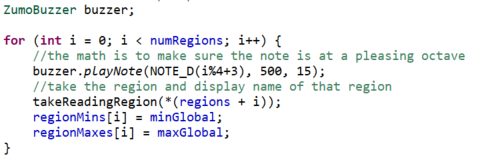 ZumoBuzzer buzzer;
for (int i = 0; i < numRegions; i++) {
//the math is to make sure the note is at a pleasing octave
buzzer.playNote(NOTE_D(i%4+3), 500, 15);
//take the region and display name of that region
takeReadingRegion(*(regions + i));
regionMins[i] = minGlobal;
regionMaxes[i] = maxGlobal;
}